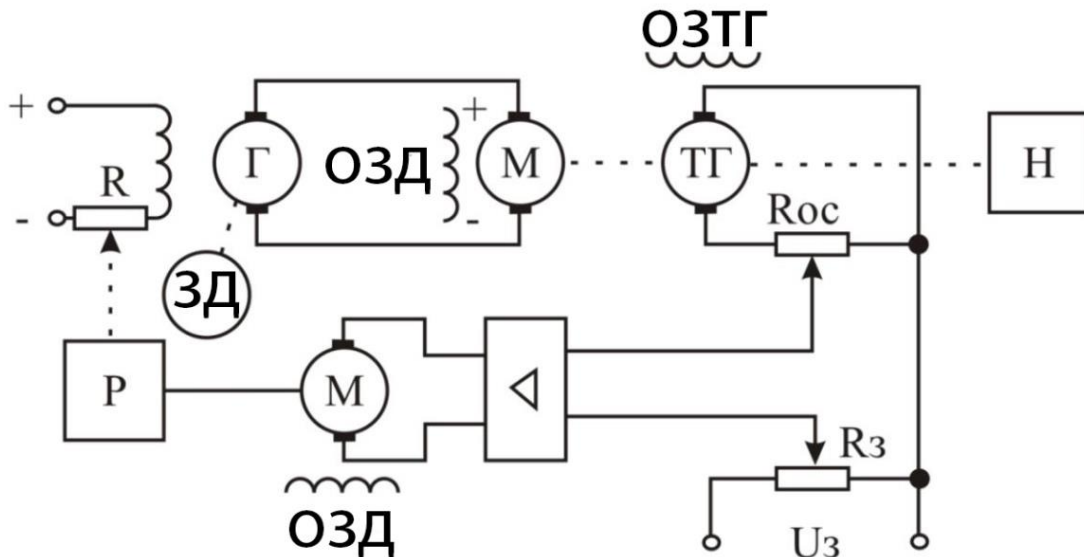 ОЗТГ
+
+
Г
ОЗД
М
ТГ
Н
R
-
-
Roc
ЗД
Р
М
Rз
ОЗД
Uз